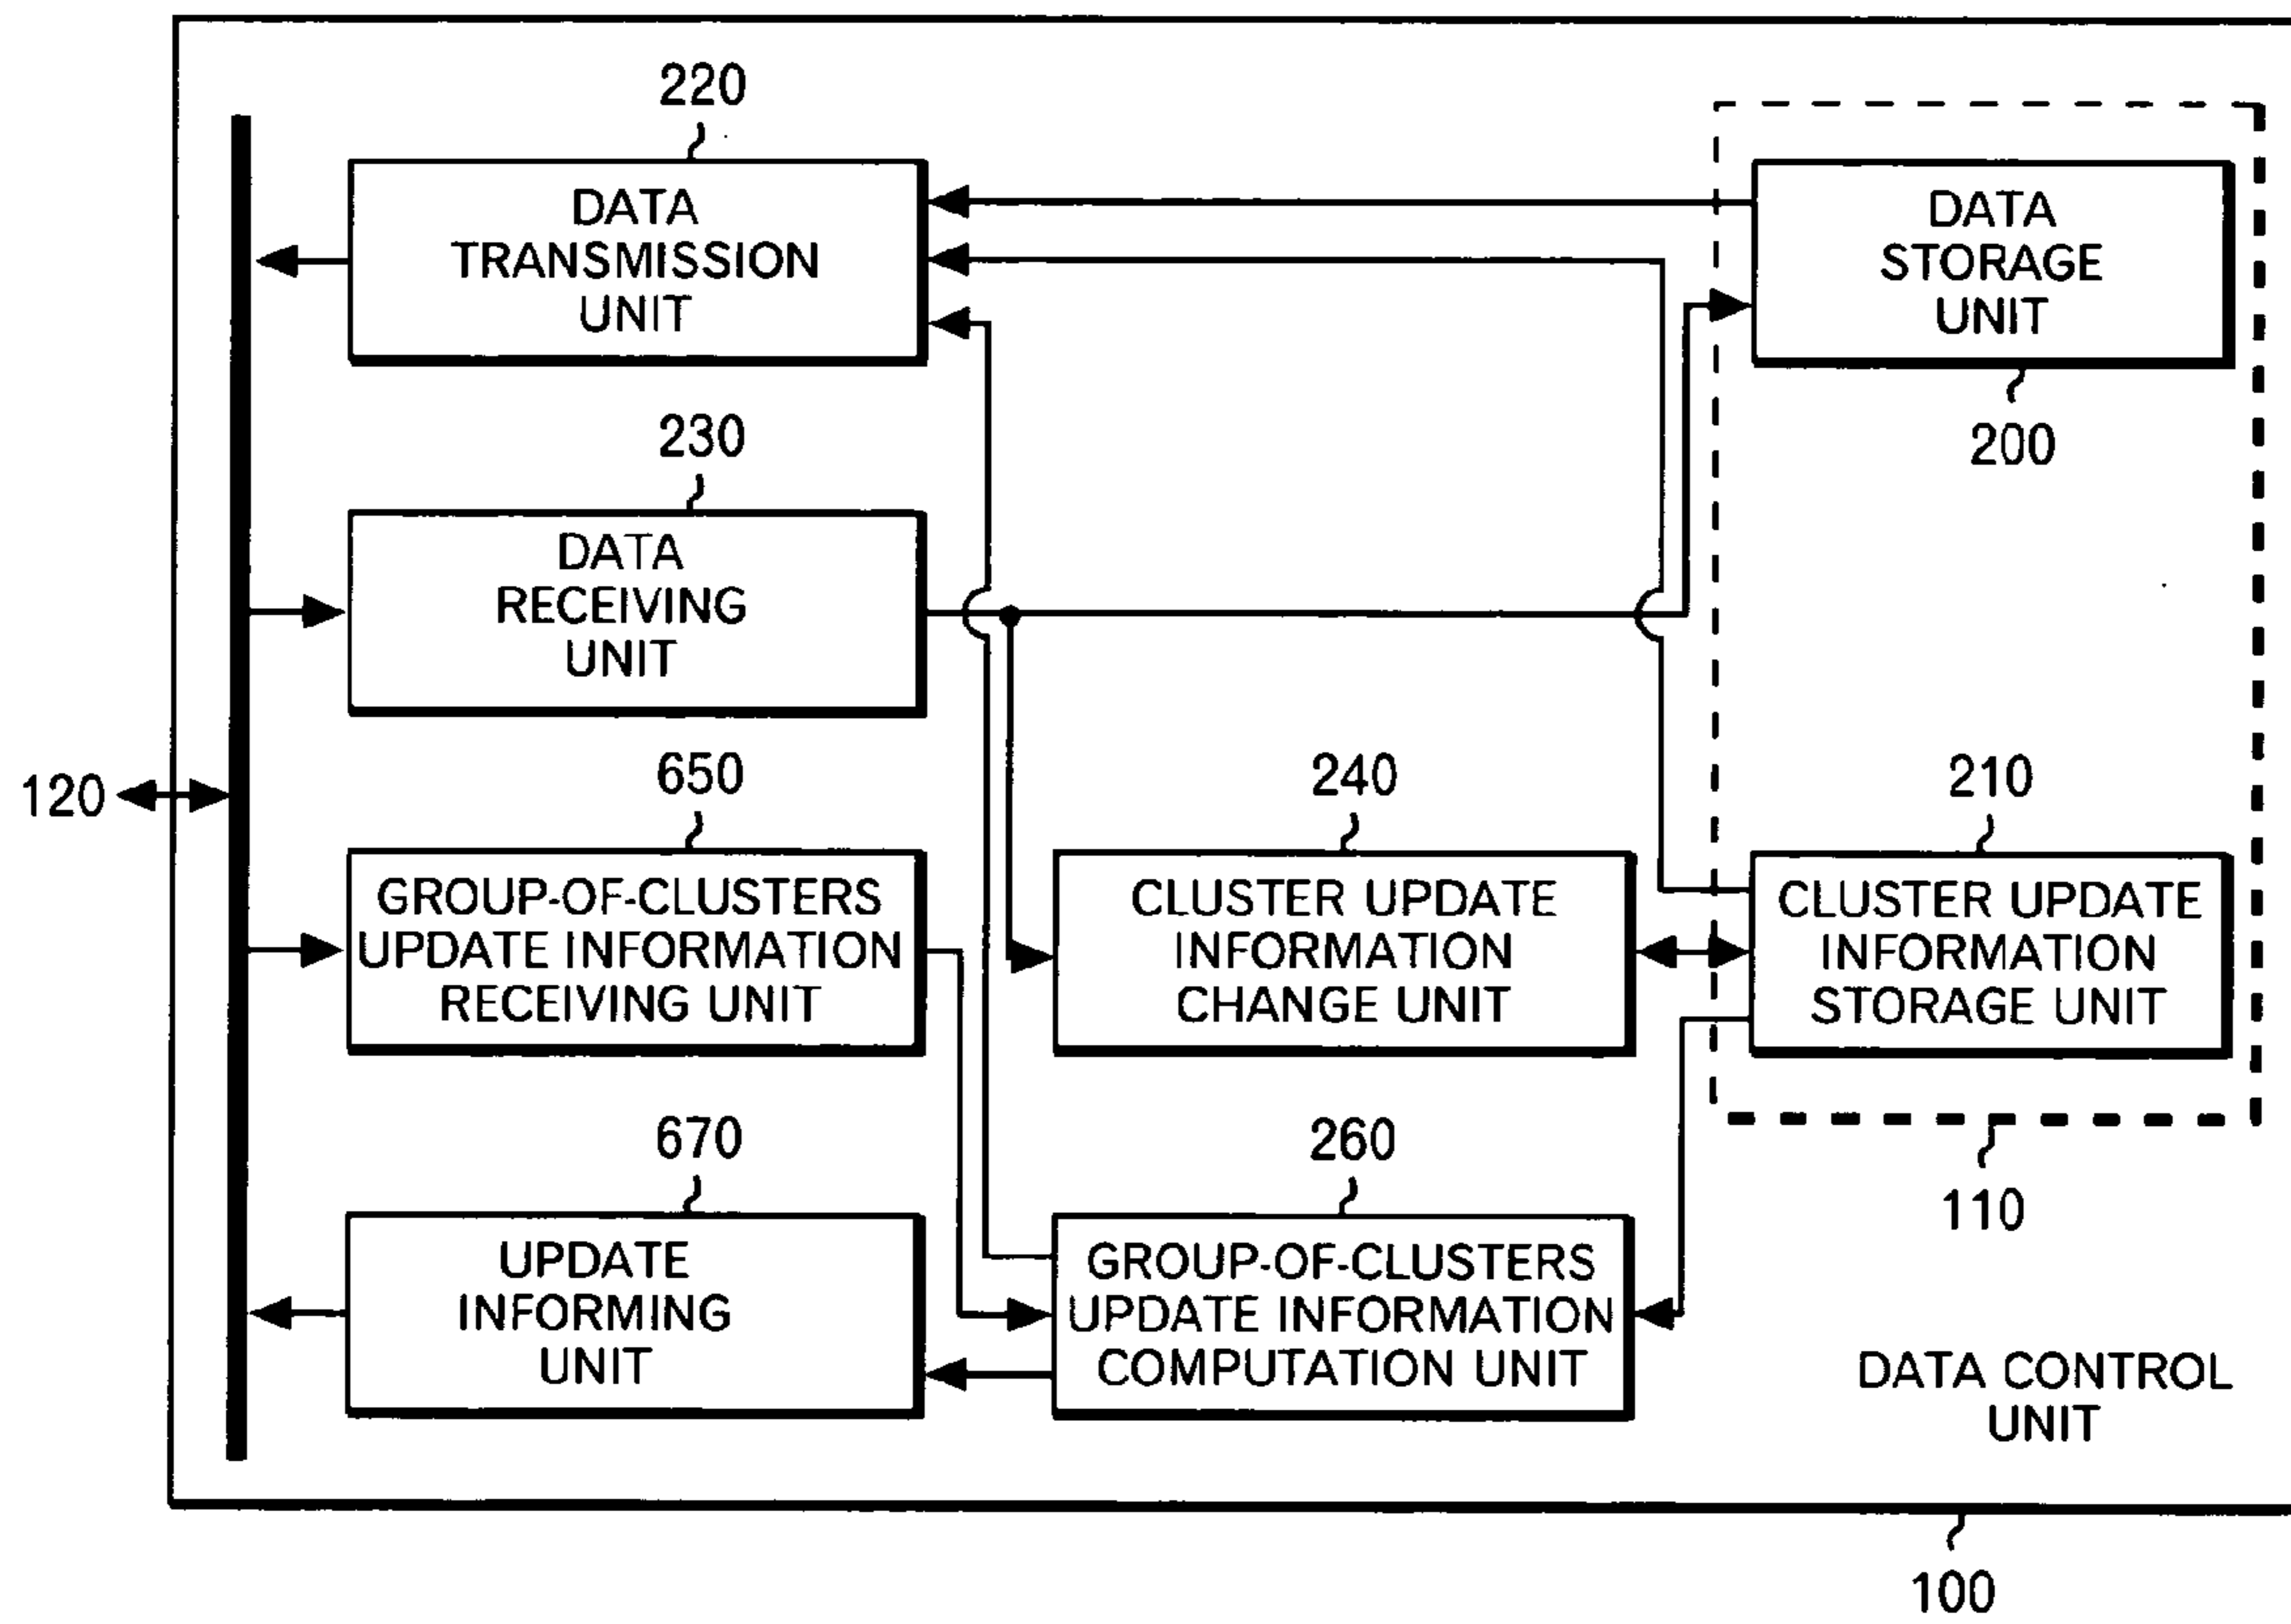 220
DATA
TRANSMISSION
UNIT
DATA
STORAGE
UNIT
200
230
DATA
RECEIVING
UNIT
120
650
GROUP-OF-CLUSTERS
UPDATE INFORMATION
RECEIVING UNIT
240
CLUSTER UPDATE
INFORMATION
CHANGE UNIT
210
CLUSTER UPDATE
INFORMATION
STORAGE UNIT
110
670
UPDATE
INFORMING
UNIT
260
GROUP-OF-CLUSTERS
UPDATE INFORMATION
COMPUTATION UNIT
DATA CONTROL
UNIT
100